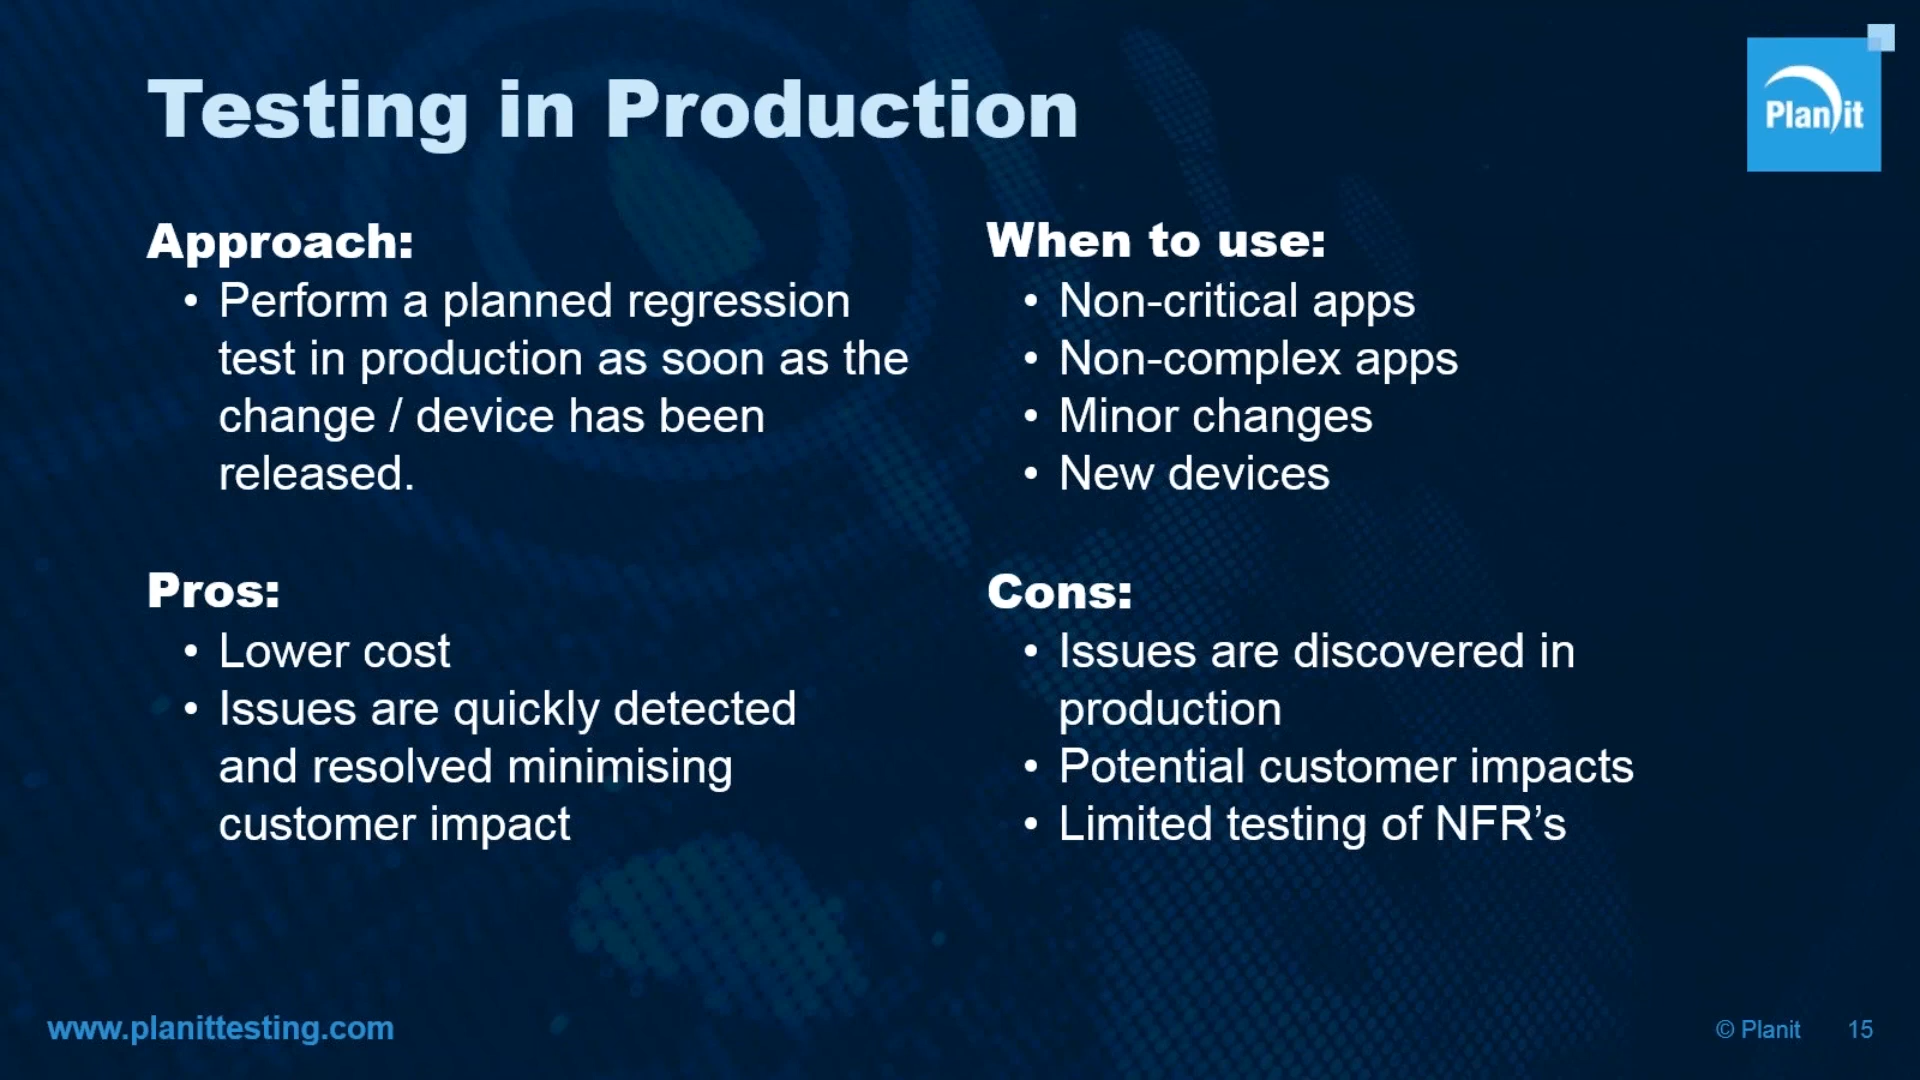 Testing in Production
Planit
Approach:
• Perform a planned regression
test in production as soon as the
change / device has been
released.
When to use:
• Non-critical apps
• Non-complex apps
• Minor changes
• New devices
Pros:
• Lower cost
• Issues are quickly detected
and resolved minimising
customer impact
Cons:
• Issues are discovered in
production
• Potential customer impacts
• Limited testing of NFR’s
www.planittesting.com
© Planit 15